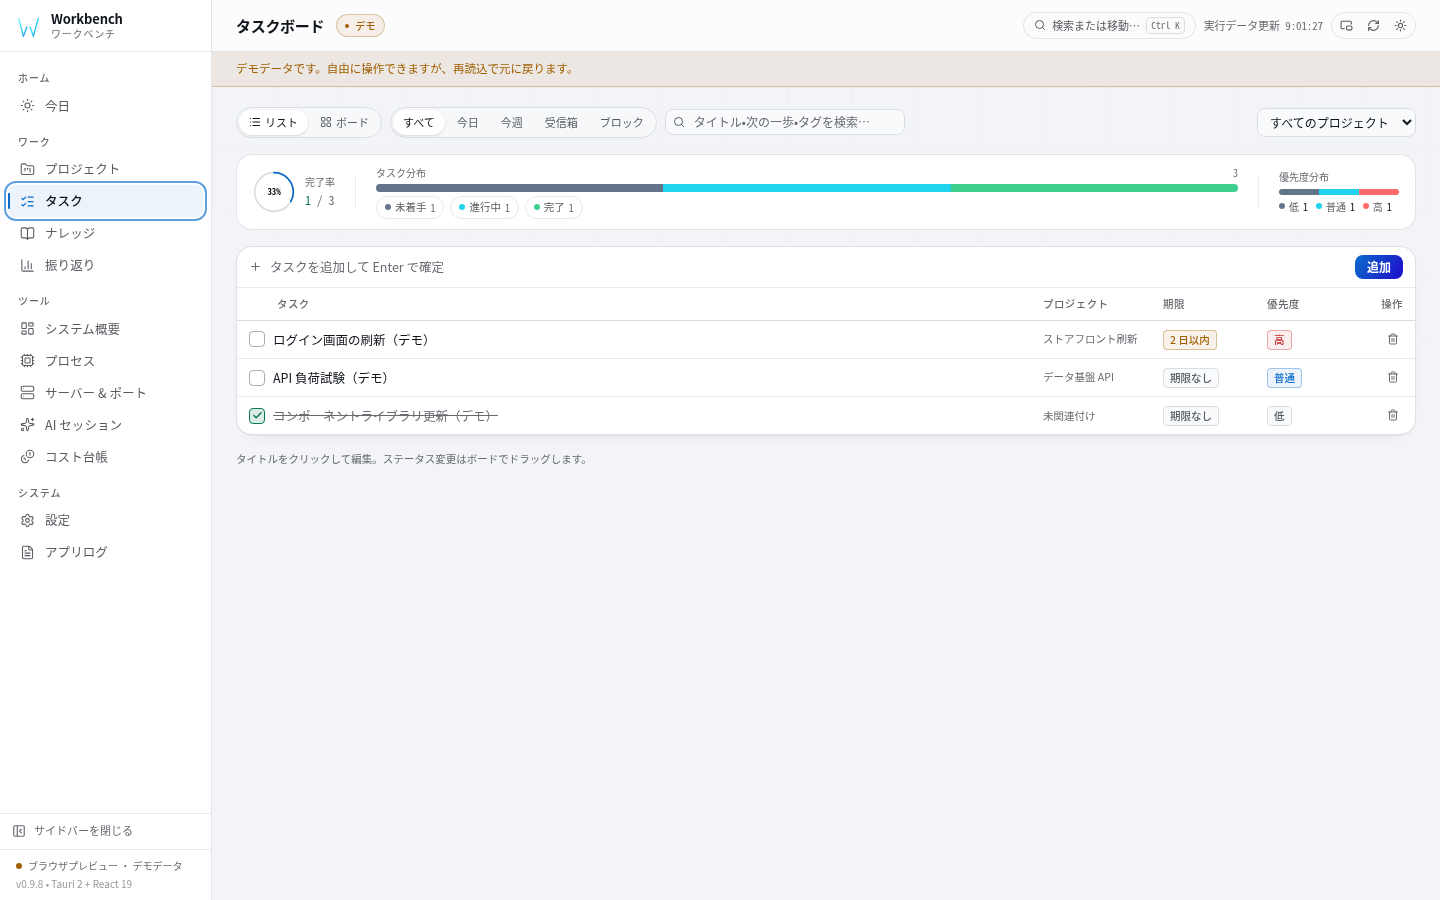 Workbench
ワークベンチ
ホーム
今日
ワーク
プロジェクト
タスク
ナレッジ
振り返り
ツール
システム概要
プロセス
サーバー & ポート
AI セッション
コスト台帳
システム
設定
アプリログ
サイドバーを閉じる
ブラウザプレビュー・デモデータ
v0.9.8 • Tauri 2 + React 19
タスクボード
デモ
検索または移動… Ctrl K
実行データ更新 9:01:27
デモデータです。自由に操作できますが、再読込で元に戻ります。
リスト ボード
すべて 今日 今週 受信箱 ブロック
タイトル•次の一歩•タグを検索…
すべてのプロジェクト
33%
完了率
1 / 3
タスク分布 3
未着手 1 進行中 1 完了 1
優先度分布
低 1 普通 1 高 1
タスクを追加して Enter で確定
追加
タスク プロジェクト 期限 優先度 操作
ログイン画面の刷新（デモ） ストアフロント刷新 2 日以内 高
API 負荷試験（デモ） データ基盤 API 期限なし 普通
コンポーネントライブラリ更新（デモ） 未関連付け 期限なし 低
タイトルをクリックして編集。ステータス変更はボードでドラッグします。